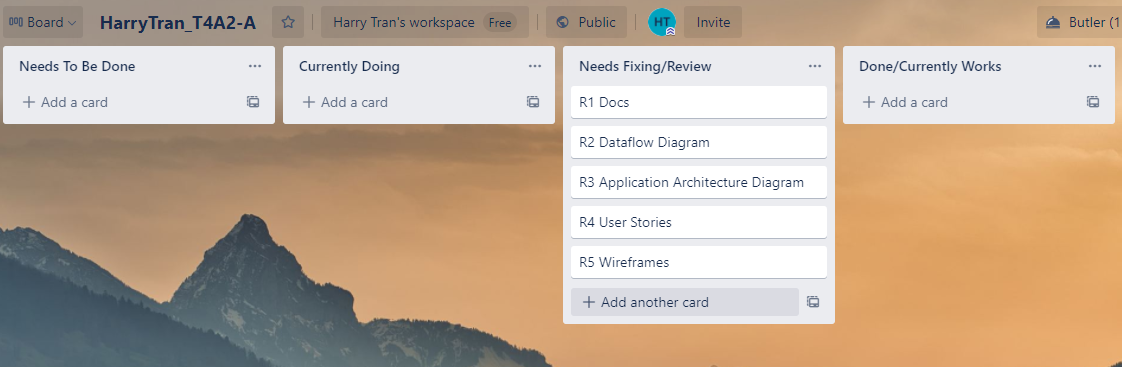 Board HarryTran_T4A2-A Harry Tran's workspace Free Public HT Invite Butler (1
Needs To Be Done
+ Add a card
Currently Doing
+ Add a card
Needs Fixing/Review
R1 Docs
R2 Dataflow Diagram
R3 Application Architecture Diagram
R4 User Stories
R5 Wireframes
+ Add another card
Done/Currently Works
+ Add a card